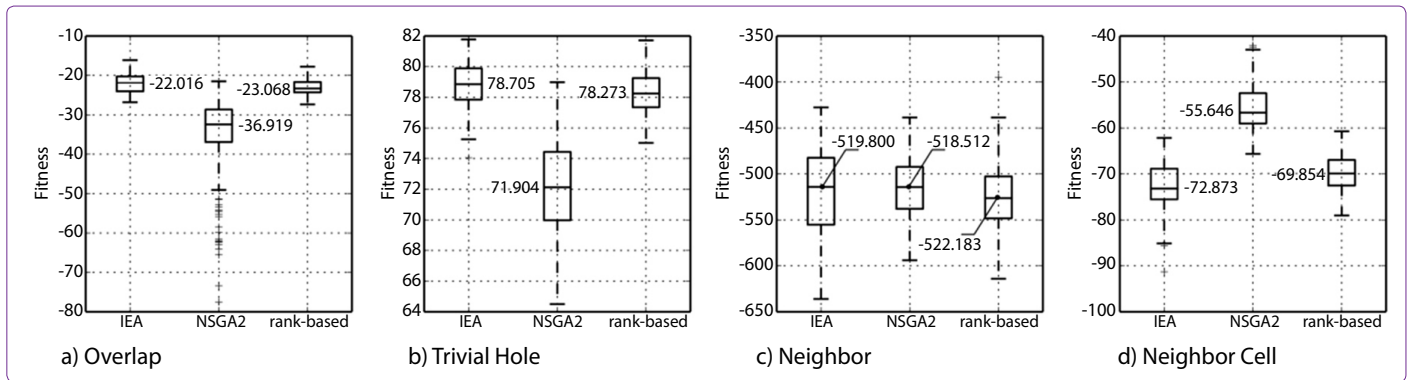 -10
-20
-30
-40
-50
-60
-70
-80
Fitness
-22.016
-36.919
-23.068
IEA
NSGA2
rank-based
a) Overlap
82
80
78
76
74
72
70
68
66
64
Fitness
78.705
71.904
78.273
IEA
NSGA2
rank-based
b) Trivial Hole
-350
-400
-450
-500
-550
-600
-650
Fitness
-519.800
-518.512
-522.183
IEA
NSGA2
rank-based
c) Neighbor
-40
-50
-60
-70
-80
-90
-100
Fitness
-72.873
-55.646
-69.854
IEA
NSGA2
rank-based
d) Neighbor Cell